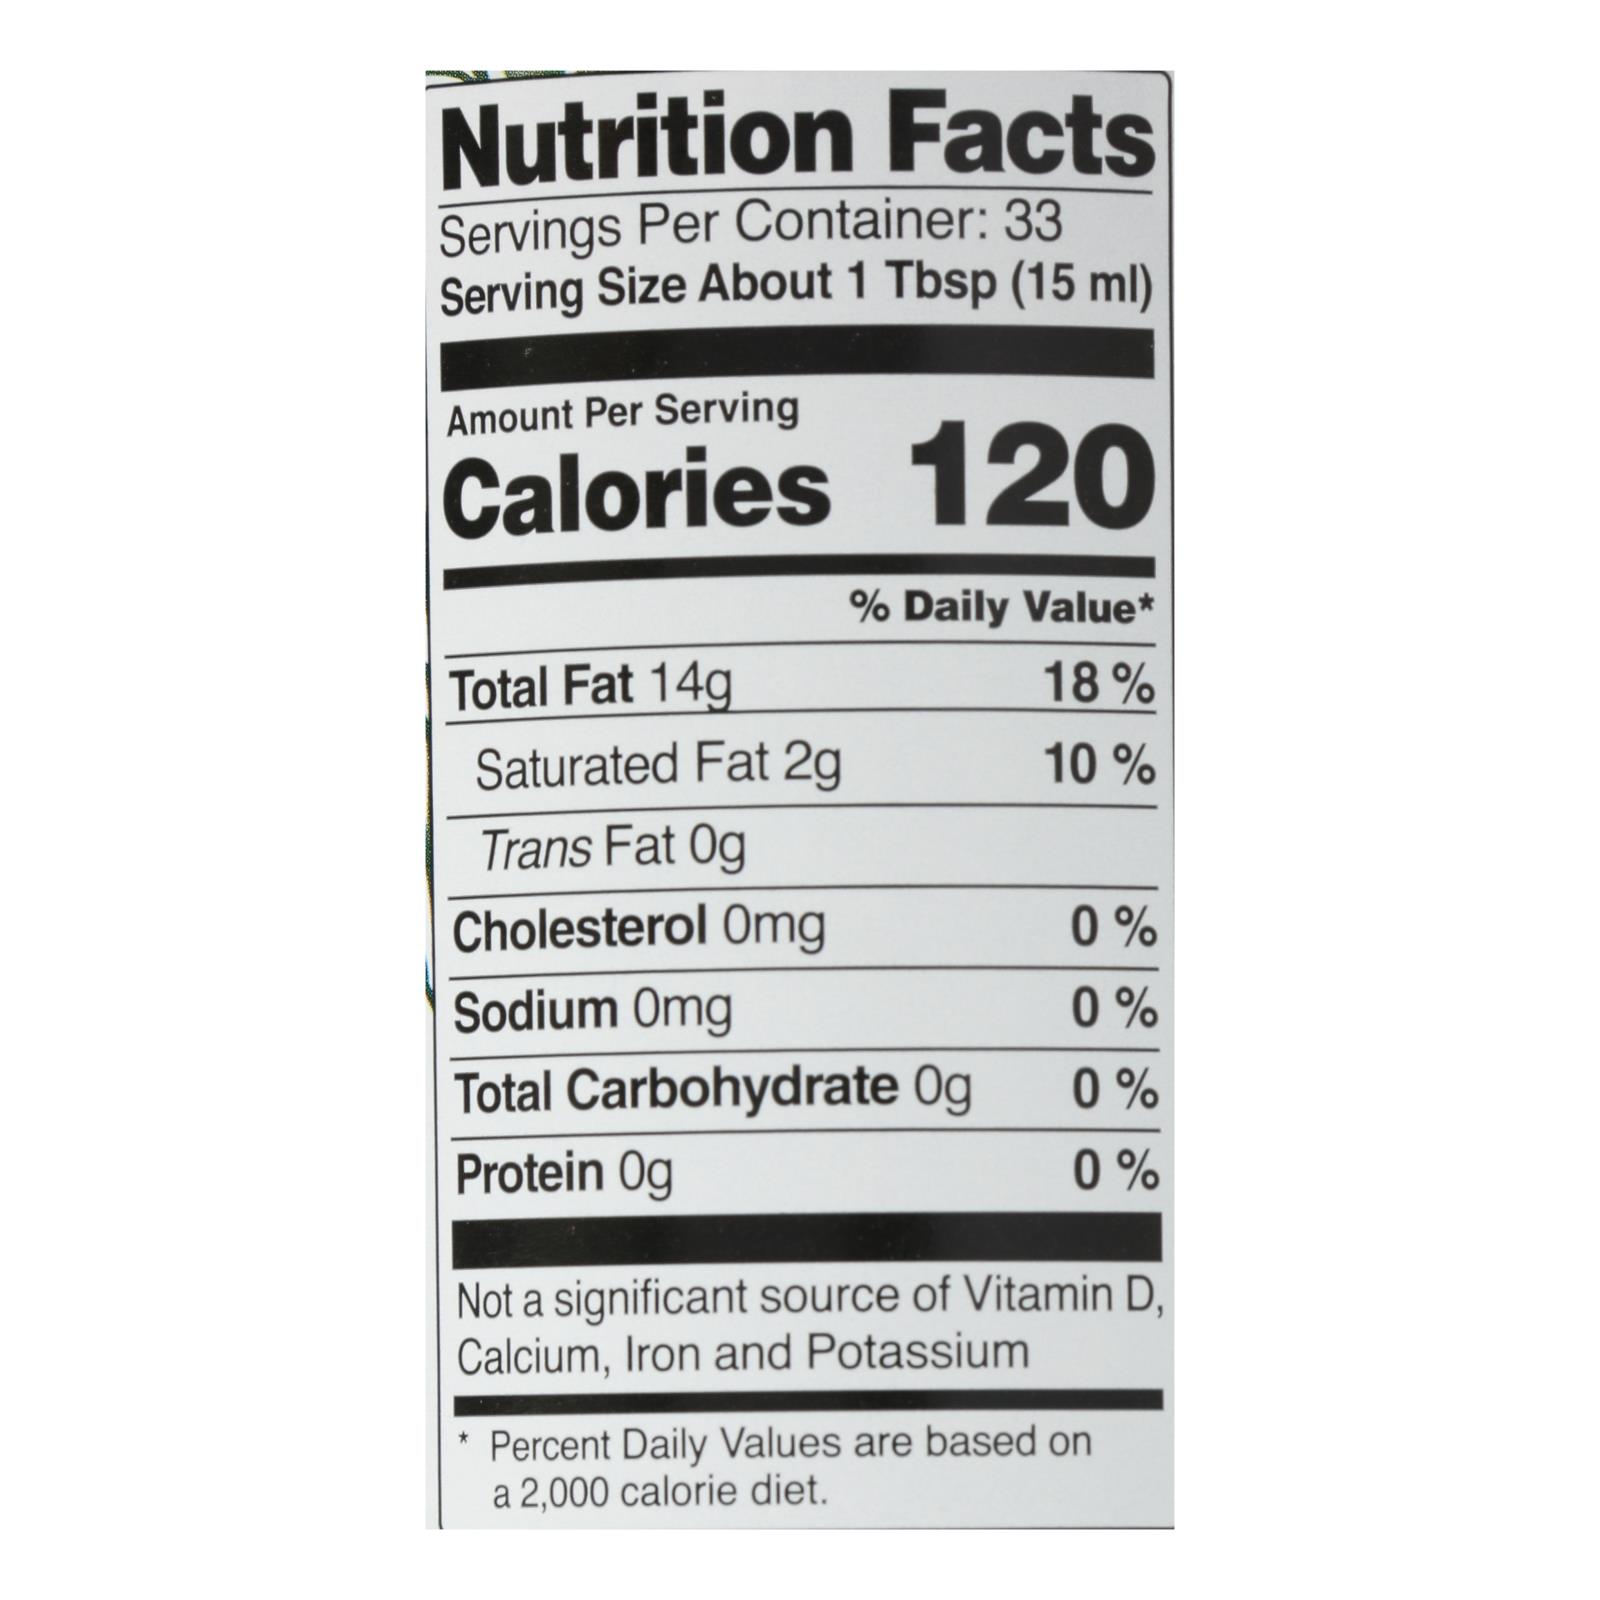 Nutrition Facts
Servings Per Container: 33
Serving Size About 1 Tbsp (15 ml)
Amount Per Serving
Calories 120
% Daily Value*
Total Fat 14g 18 %
Saturated Fat 2g 10 %
Trans Fat 0g
Cholesterol 0mg 0 %
Sodium 0mg 0 %
Total Carbohydrate 0g 0 %
Protein 0g 0 %
Not a significant source of Vitamin D,
Calcium, Iron and Potassium
* Percent Daily Values are based on
a 2,000 calorie diet.